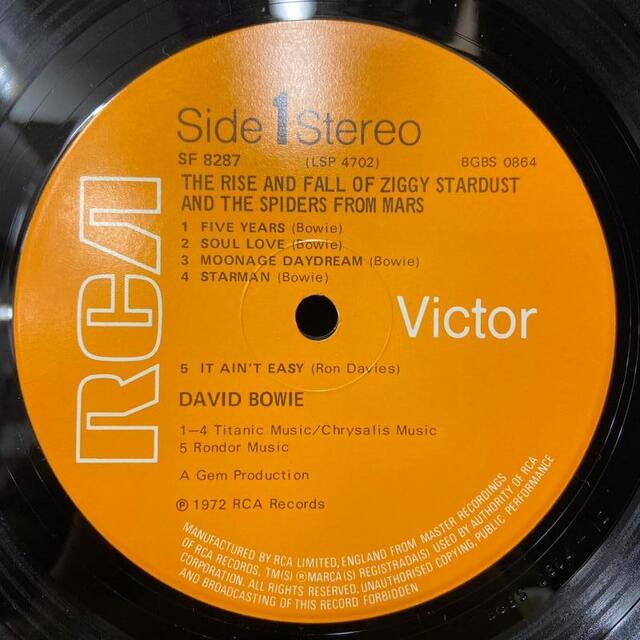 Side 1 Stereo
SF 8287 (LSP 4702) BGBS 0864
THE RISE AND FALL OF ZIGGY STARDUST
AND THE SPIDERS FROM MARS
1 FIVE YEARS (Bowie)
2 SOUL LOVE (Bowie)
3 MOONAGE DAYDREAM (Bowie)
4 STARMAN (Bowie)
RCA
Victor
5 IT AIN'T EASY (Ron Davies)
DAVID BOWIE
1—4 Titanic Music/Chrysalis Music
5 Rondor Music
A Gem Production
℗ 1972 RCA Records
MANUFACTURED BY RCA LIMITED, ENGLAND FROM MASTER RECORDINGS
OF RCA RECORDS. TM(S) ® MARCA(S) REGISTRADA(S) USED BY AUTHORITY OF RCA
CORPORATION. ALL RIGHTS RESERVED. UNAUTHORISED COPYING, PUBLIC PERFORMANCE
AND BROADCASTING OF THIS RECORD FORBIDDEN